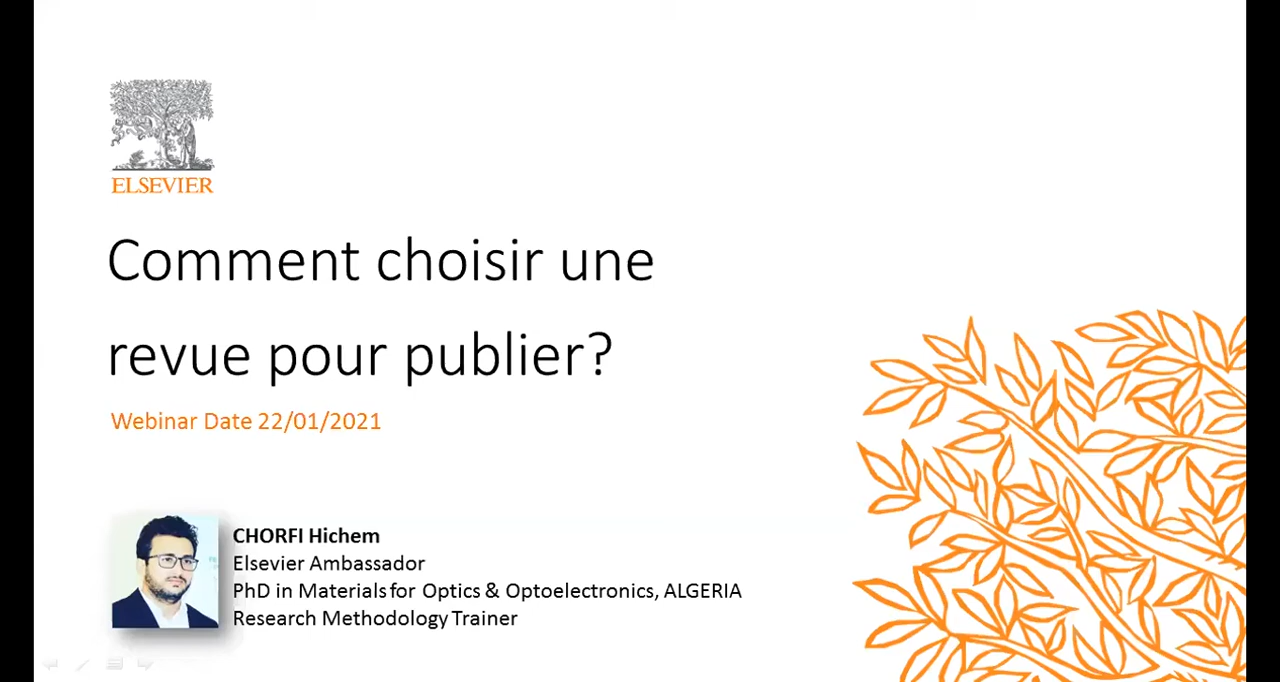 ELSEVIER
Comment choisir une
revue pour publier?
Webinar Date 22/01/2021
CHORFI Hichem
Elsevier Ambassador
PhD in Materials for Optics & Optoelectronics, ALGERIA
Research Methodology Trainer